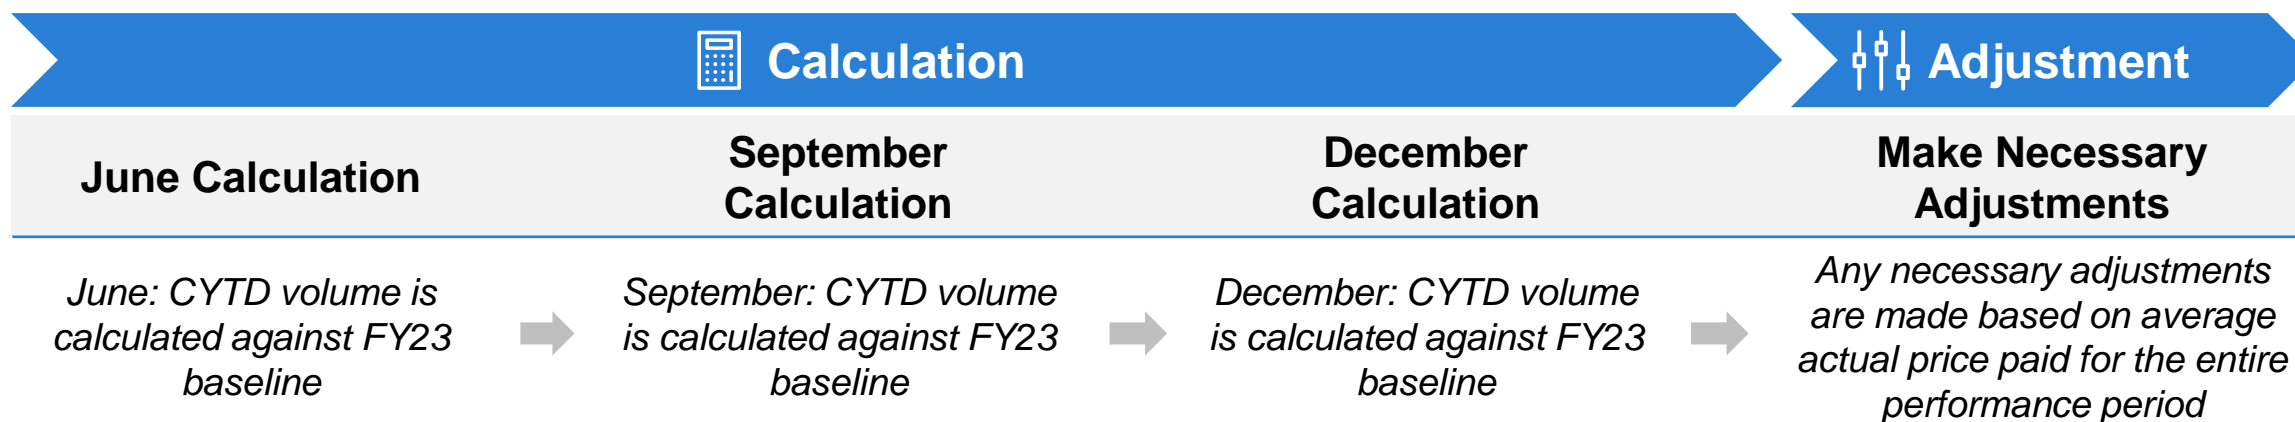 Calculation
Adjustment
June Calculation
September
Calculation
December
Calculation
Make Necessary
Adjustments
June: CYTD volume is
calculated against FY23
baseline
September: CYTD volume
is calculated against FY23
baseline
December: CYTD volume
is calculated against FY23
baseline
Any necessary adjustments
are made based on average
actual price paid for the entire
performance period